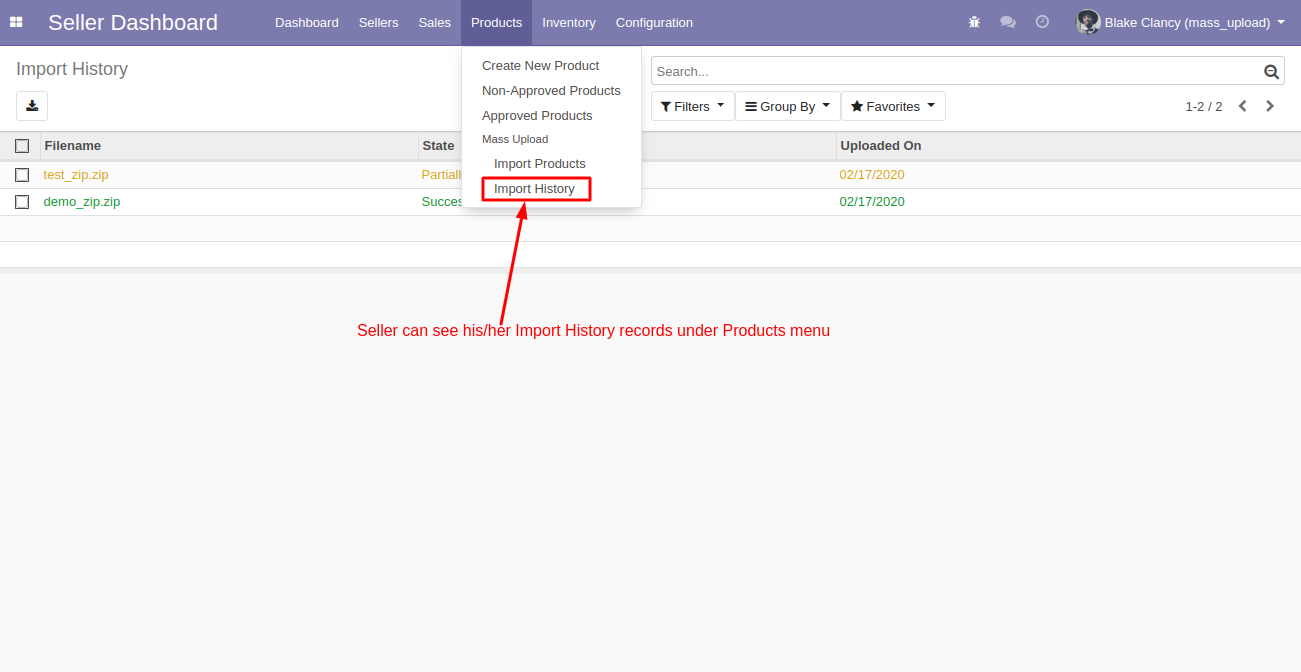 Seller Dashboard Dashboard Sellers Sales Products Inventory Configuration Blake Clancy (mass_upload)
Import History
Search...
Filters Group By Favorites 1-2 / 2
Create New Product
Non-Approved Products
Approved Products
Mass Upload
Import Products
Import History
Filename State Uploaded On
test_zip.zip 02/17/2020
demo_zip.zip 02/17/2020
Seller can see his/her Import History records under Products menu